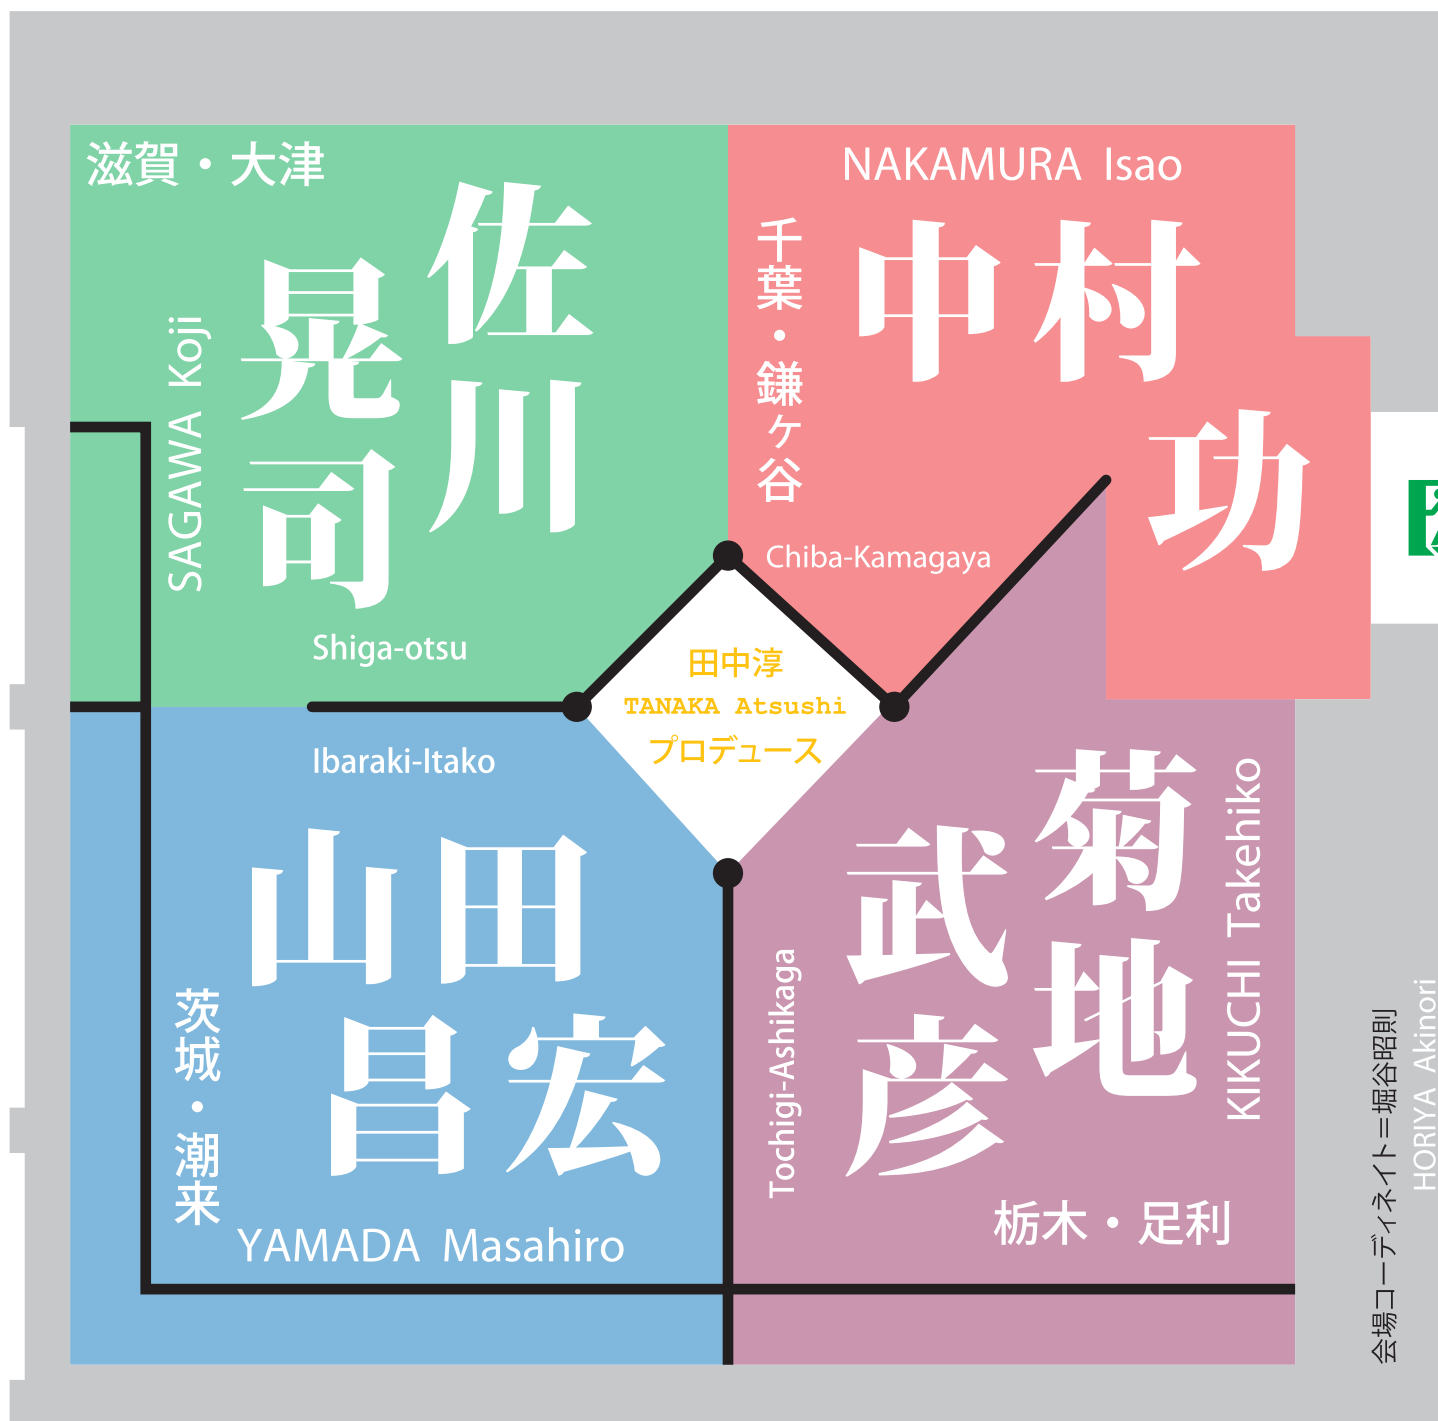 滋賀・大津
佐川
晃司
SAGAWA Koji
Shiga-otsu
NAKAMURA Isao
千葉・鎌ヶ谷
中村
功
Chiba-Kamagaya
田中淳
TANAKA Atsushi
プロデュース
Ibaraki-Itako
山田
昌宏
茨城・潮来
YAMADA Masahiro
菊地
武彦
KIKUCHI Takehiko
Tochigi-Ashikaga
栃木・足利
会場コーディネイト=堀谷昭則
HORIYA Akinori